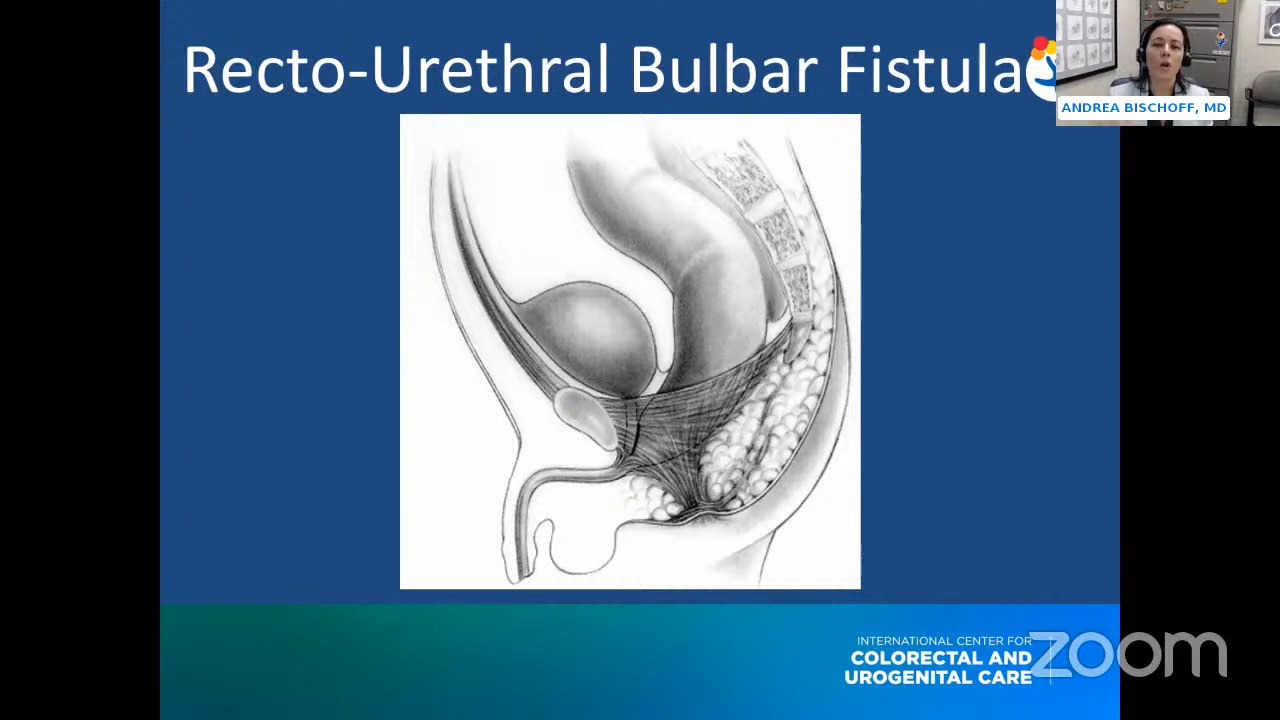 Recto-Urethral Bulbar Fistula
ANDREA BISCHOFF, MD
INTERNATIONAL CENTER FOR
COLORECTAL AND
UROGENITAL CARE
zoom